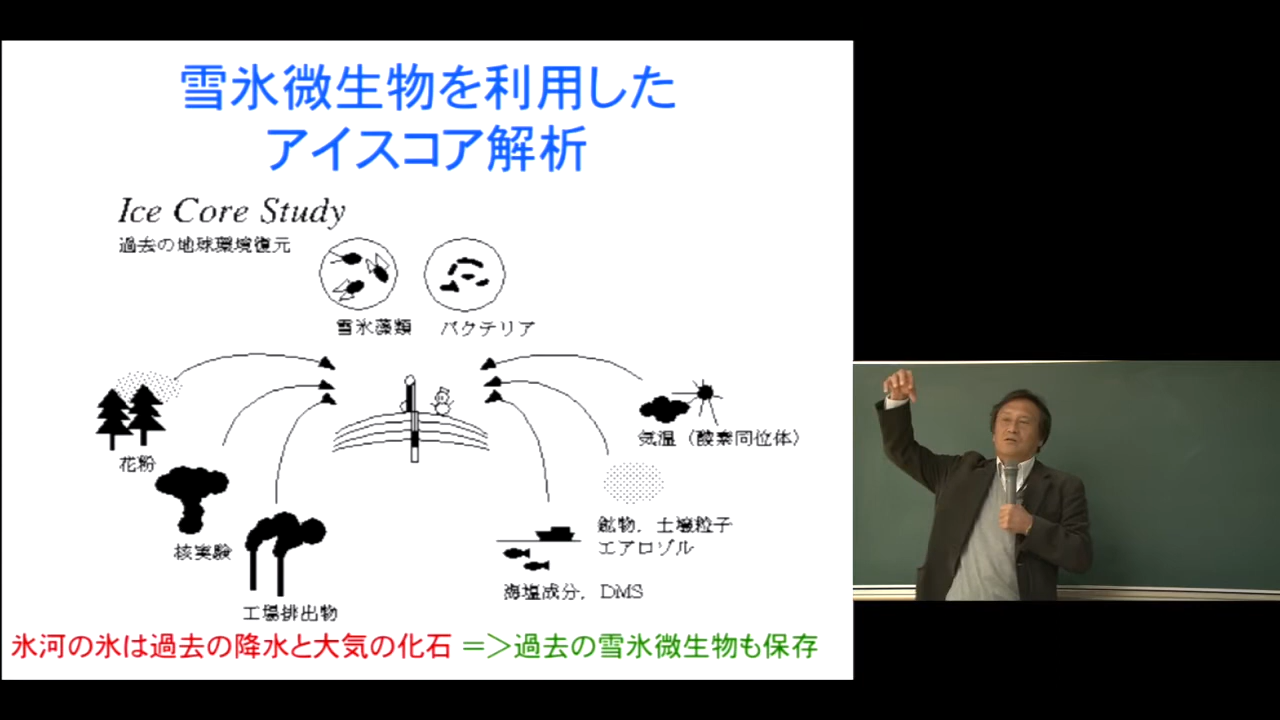 雪氷微生物を利用した
アイスコア解析
Ice Core Study
過去の地球環境復元
雪氷藻類
バクテリア
花粉
気温（酸素同位体）
核実験
鉱物，土壌粒子
エアロゾル
海塩成分，DMS
工場排出物
氷河の氷は過去の降水と大気の化石 =＞過去の雪氷微生物も保存